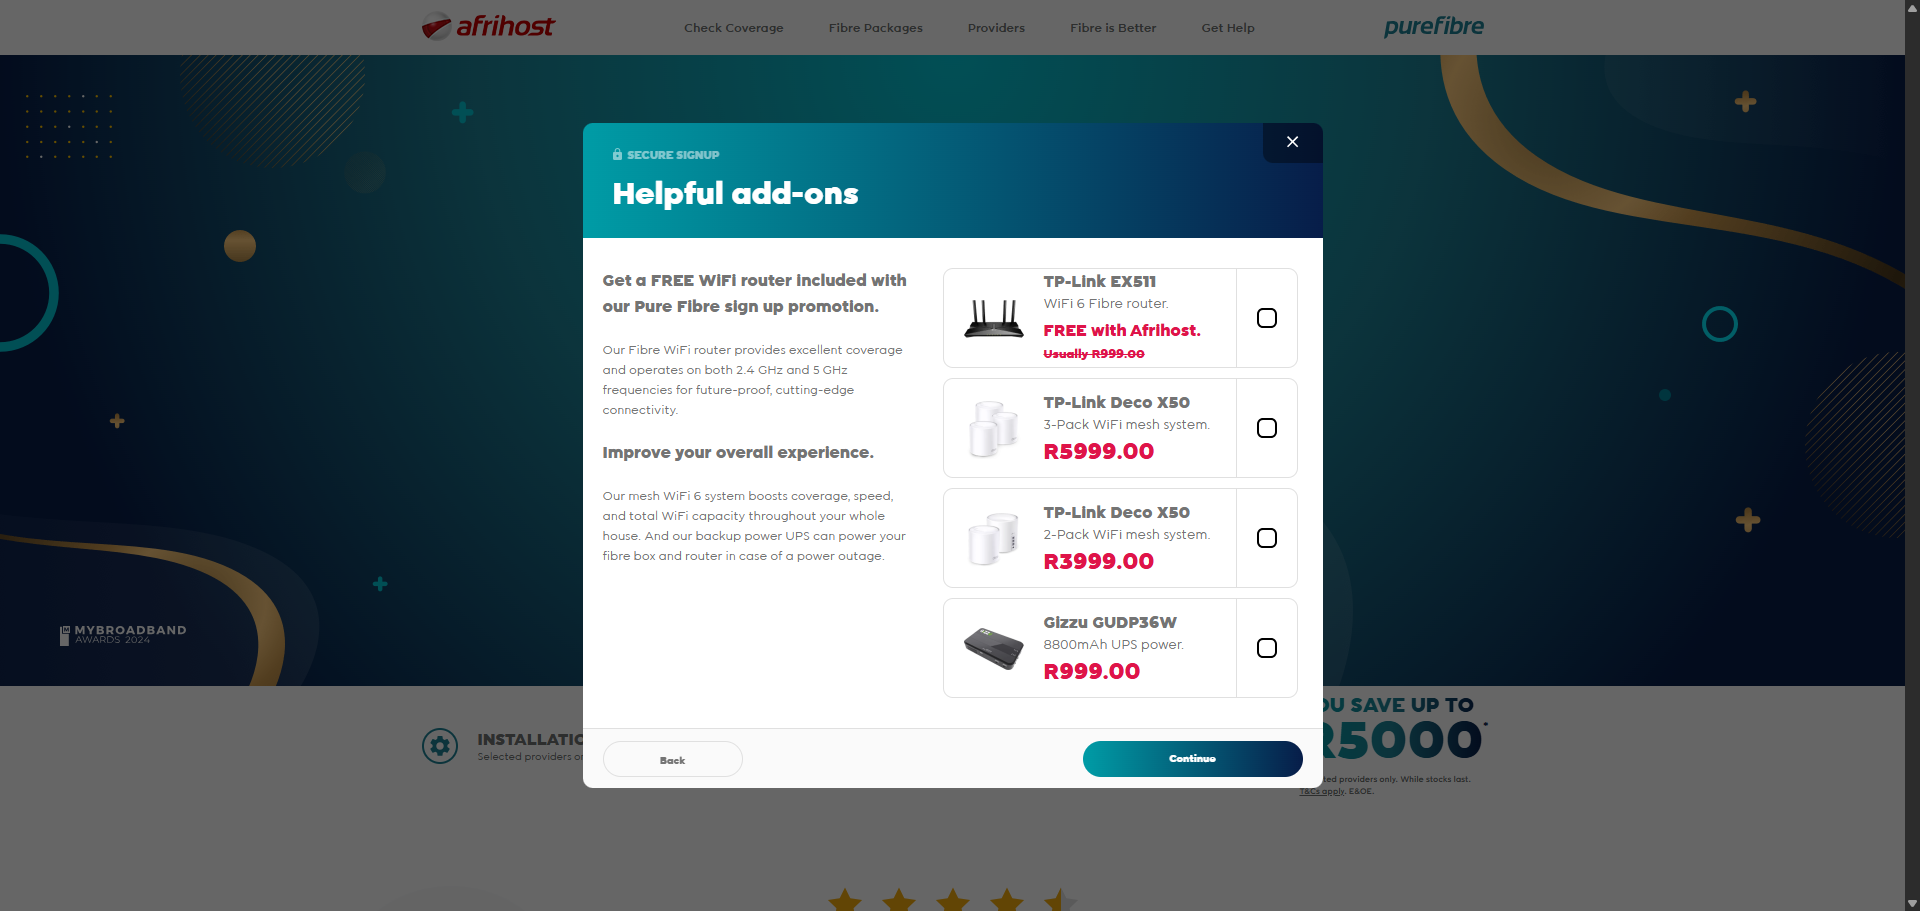 afrihost
Check Coverage
Fibre Packages
Providers
Fibre is Better
Get Help
purefibre
SECURE SIGNUP
Helpful add-ons
Get a FREE WiFi router included with
our Pure Fibre sign up promotion.
Our Fibre WiFi router provides excellent coverage
and operates on both 2.4 GHz and 5 GHz
frequencies for future-proof, cutting-edge
connectivity.
Improve your overall experience.
Our mesh WiFi 6 system boosts coverage, speed,
and total WiFi capacity throughout your whole
house. And our backup power UPS can power your
fibre box and router in case of a power outage.
TP-Link EX511
WiFi 6 Fibre router.
FREE with Afrihost.
Usually R999.00
TP-Link Deco X50
3-Pack WiFi mesh system.
R5999.00
TP-Link Deco X50
2-Pack WiFi mesh system.
R3999.00
Gizzu GUDP36W
8800mAh UPS power.
R999.00
Back
Continue
MYBROADBAND
AWARDS 2024
Selected providers
SAVE UP TO
R5000*
providers only. While stocks last.
T&Cs apply. E&OE.